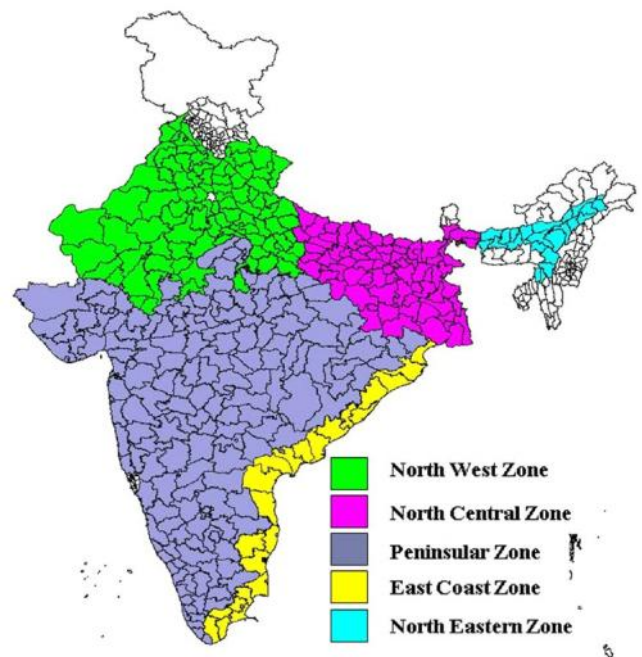 North West Zone
North Central Zone
Peninsular Zone
East Coast Zone
North Eastern Zone